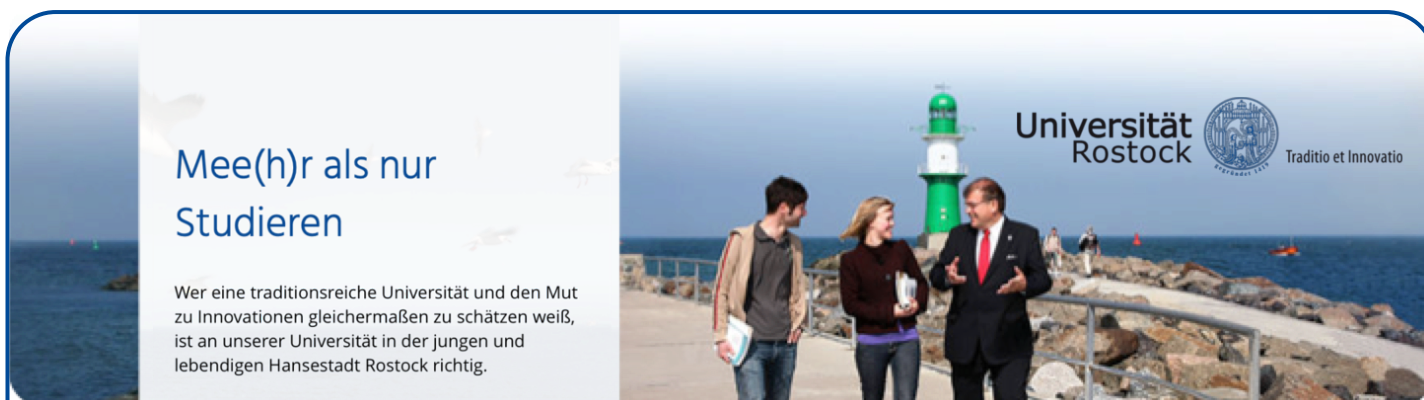 Mee(h)r als nur
Studieren
Wer eine traditionsreiche Universität und den Mut
zu Innovationen gleichermaßen zu schätzen weiß,
ist an unserer Universität in der jungen und
lebendigen Hansestadt Rostock richtig.
Universität
Rostock
Traditio et Innovatio